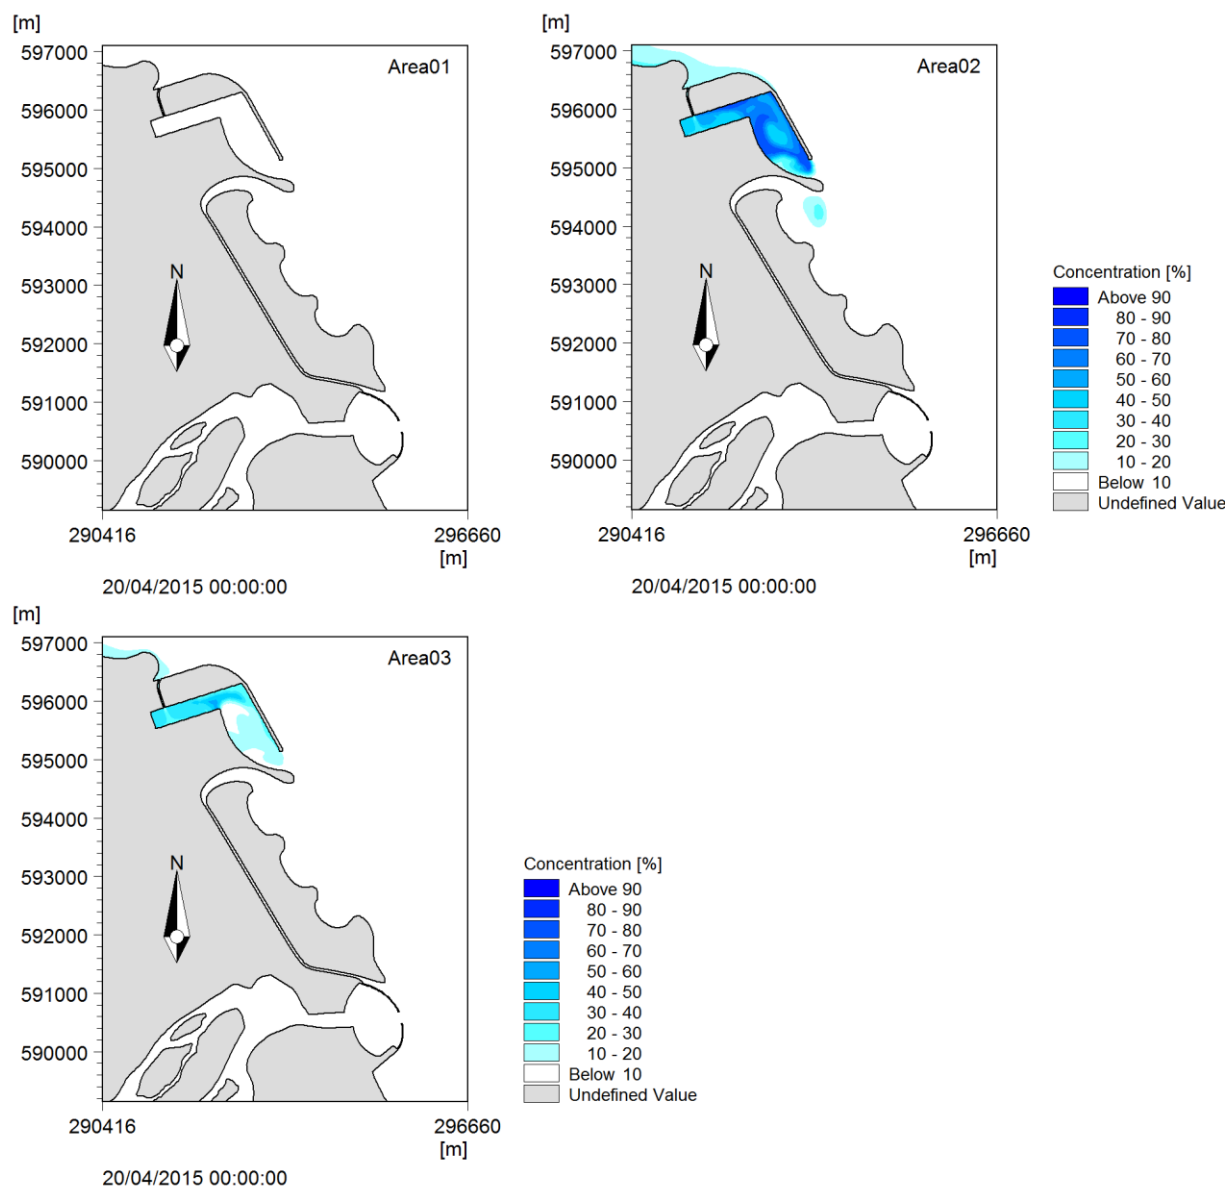 [m]
597000
596000
595000
594000
593000
592000
591000
590000
Area01
N
290416
296660
[m]
20/04/2015 00:00:00
[m]
597000
596000
595000
594000
593000
592000
591000
590000
Area02
N
290416
296660
[m]
20/04/2015 00:00:00
Concentration [%]
Above 90
80 - 90
70 - 80
60 - 70
50 - 60
40 - 50
30 - 40
20 - 30
10 - 20
Below 10
Undefined Value
[m]
597000
596000
595000
594000
593000
592000
591000
590000
Area03
N
290416
296660
[m]
20/04/2015 00:00:00
Concentration [%]
Above 90
80 - 90
70 - 80
60 - 70
50 - 60
40 - 50
30 - 40
20 - 30
10 - 20
Below 10
Undefined Value